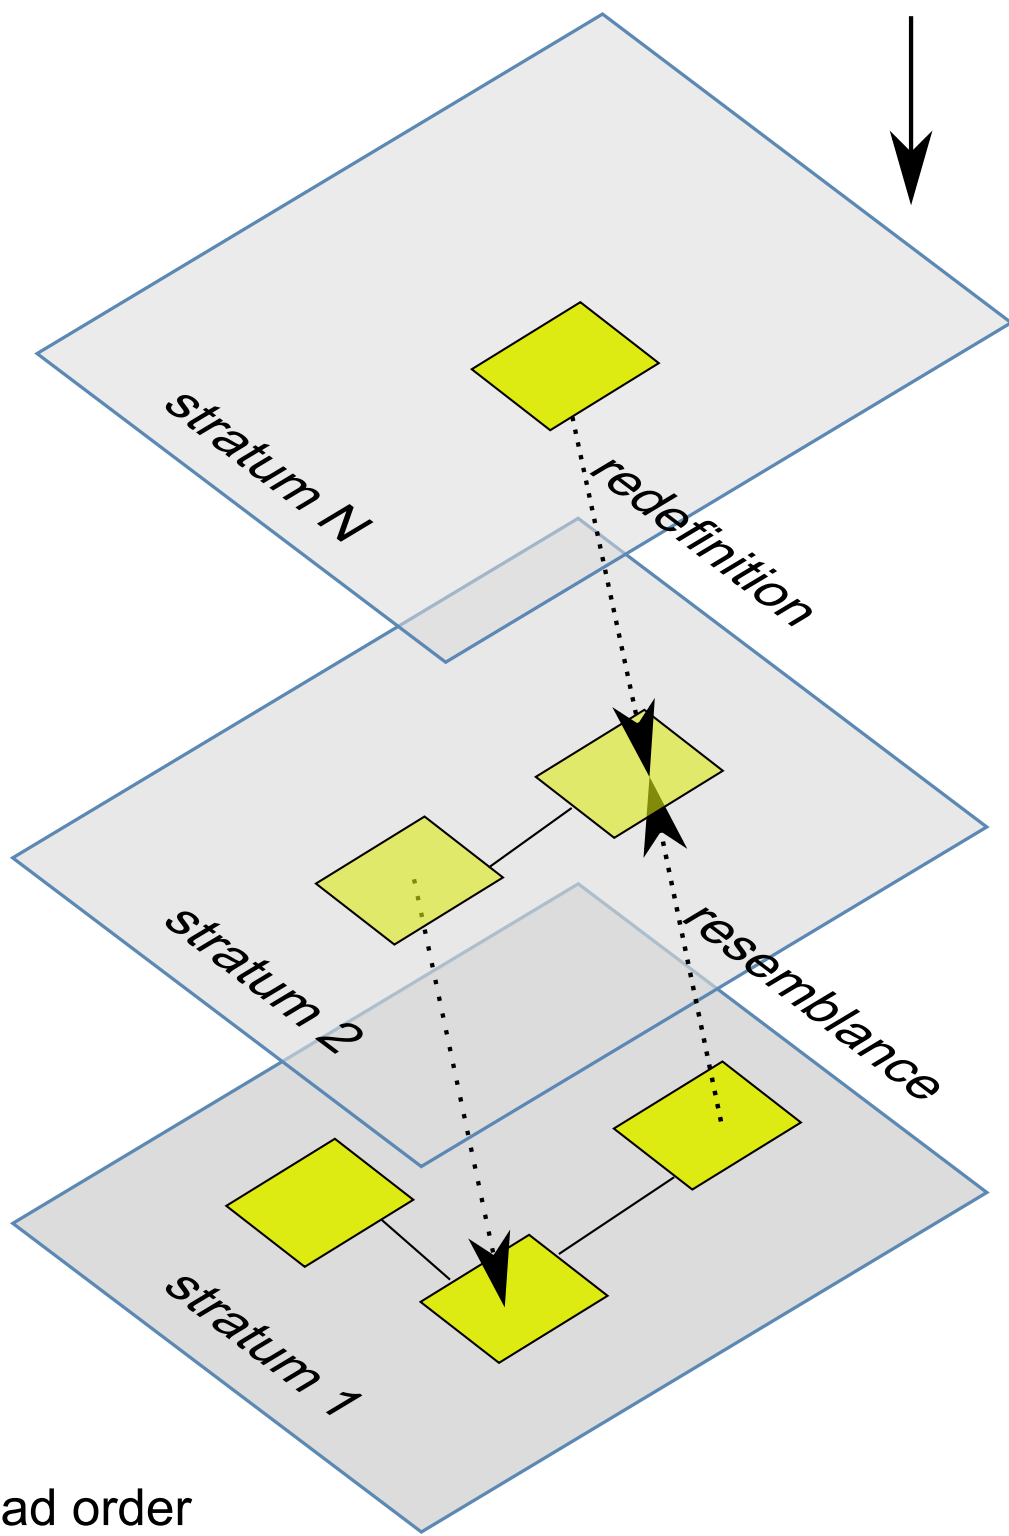 stratum N
redefinition
stratum 2
resemblance
stratum 1
ad order